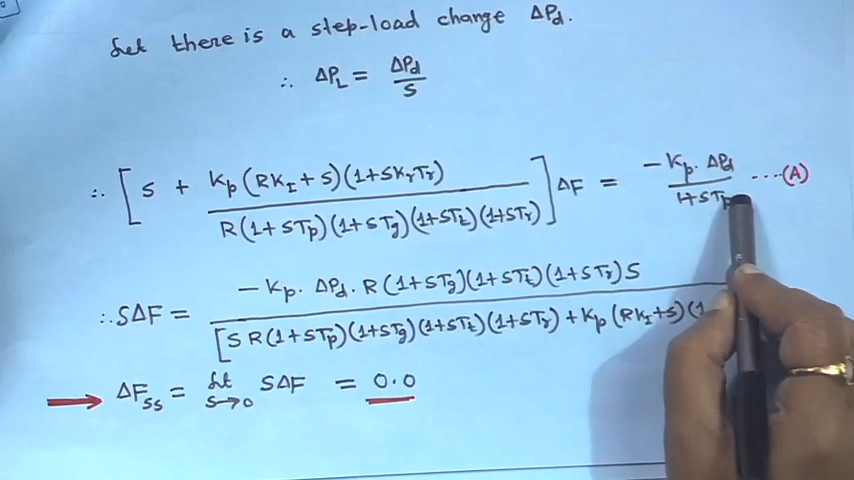 Let there is a step-load change ΔPd.
∴ ΔPL = ΔPd/S
∴ [S + Kp(RKI+S)(1+SKrTr) / R(1+STp)(1+STg)(1+STt)(1+STr)] ΔF = -Kp. ΔPd / 1+STp ....(A)
∴ SΔF = -Kp. ΔPd. R(1+STg)(1+STt)(1+STr) S / [SR(1+STp)(1+STg)(1+STt)(1+STr) + Kp(RKI+S)(1
ΔFss = Lt S→0 SΔF = 0.0